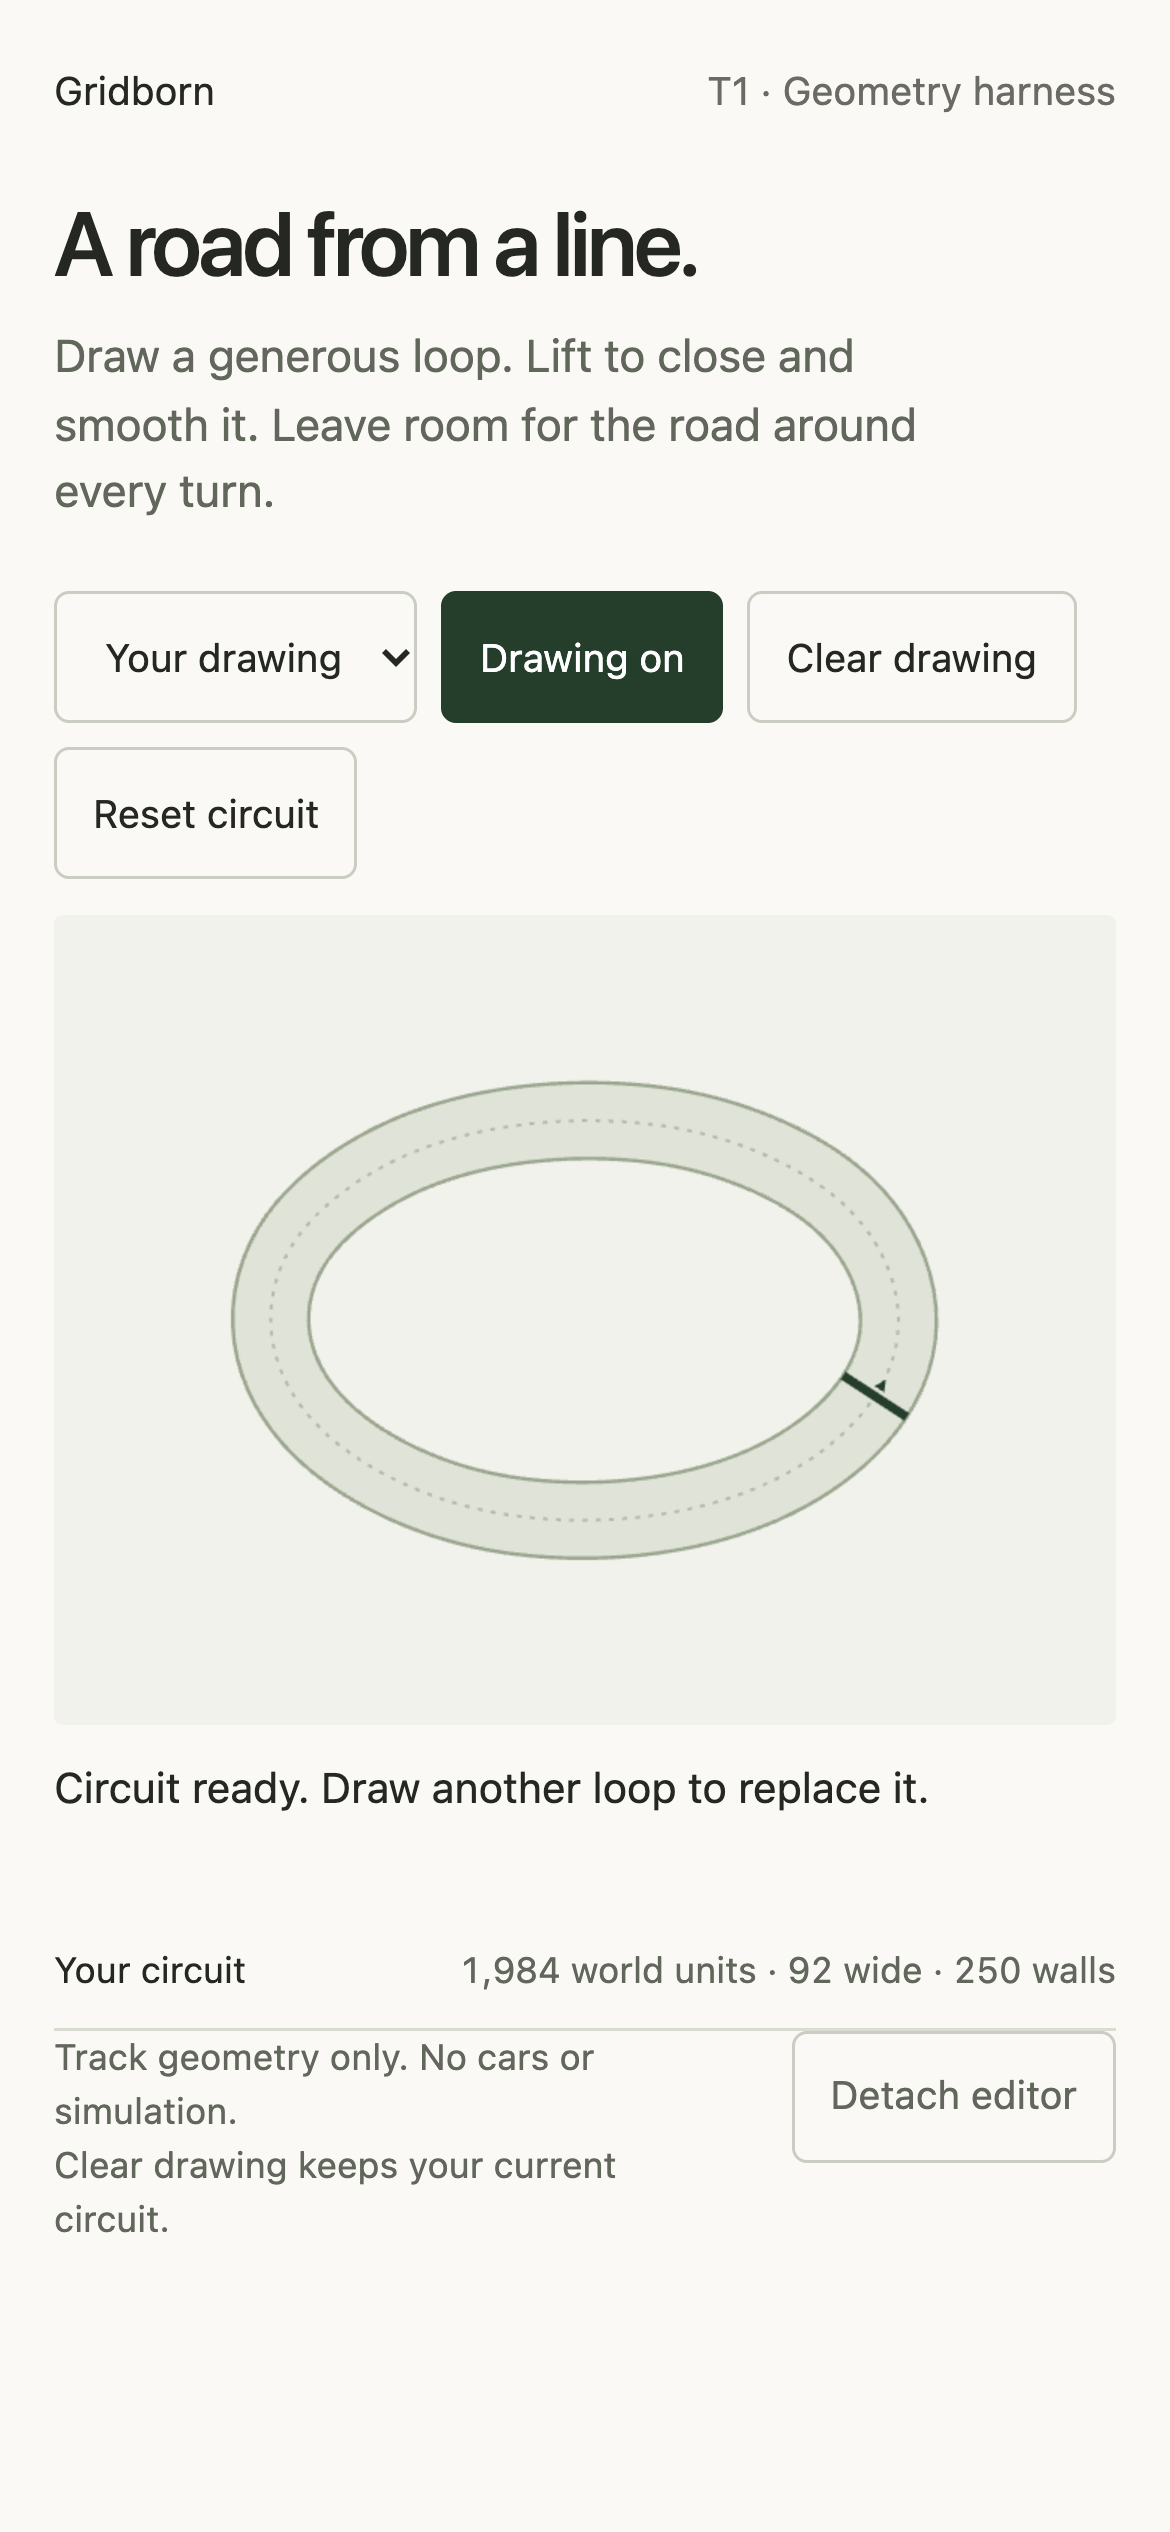 Gridborn
T1 · Geometry harness
A road from a line.
Draw a generous loop. Lift to close and
smooth it. Leave room for the road around
every turn.
Your drawing
Drawing on
Clear drawing
Reset circuit
Circuit ready. Draw another loop to replace it.
Your circuit
1,984 world units · 92 wide · 250 walls
Track geometry only. No cars or
simulation.
Clear drawing keeps your current
circuit.
Detach editor